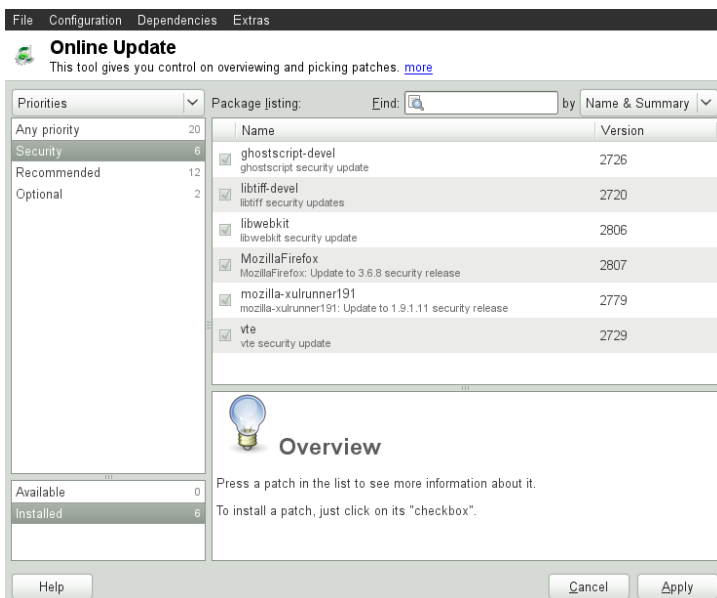 File Configuration Dependencies Extras
Online Update
This tool gives you control on overviewing and picking patches. more
Priorities
Any priority 20
Security 6
Recommended 12
Optional 2
Available 0
Installed 6
Package listing: Find: by Name & Summary
Name Version
ghostscript-devel 2726
ghostscript security update
libtiff-devel 2720
libtiff security updates
libwebkit 2806
libwebkit security update
MozillaFirefox 2807
MozillaFirefox: Update to 3.6.8 security release
mozilla-xulrunner191 2779
mozilla-xulrunner191: Update to 1.9.1.11 security release
vte 2729
vte security update
Overview
Press a patch in the list to see more information about it.
To install a patch, just click on its "checkbox".
Help Cancel Apply